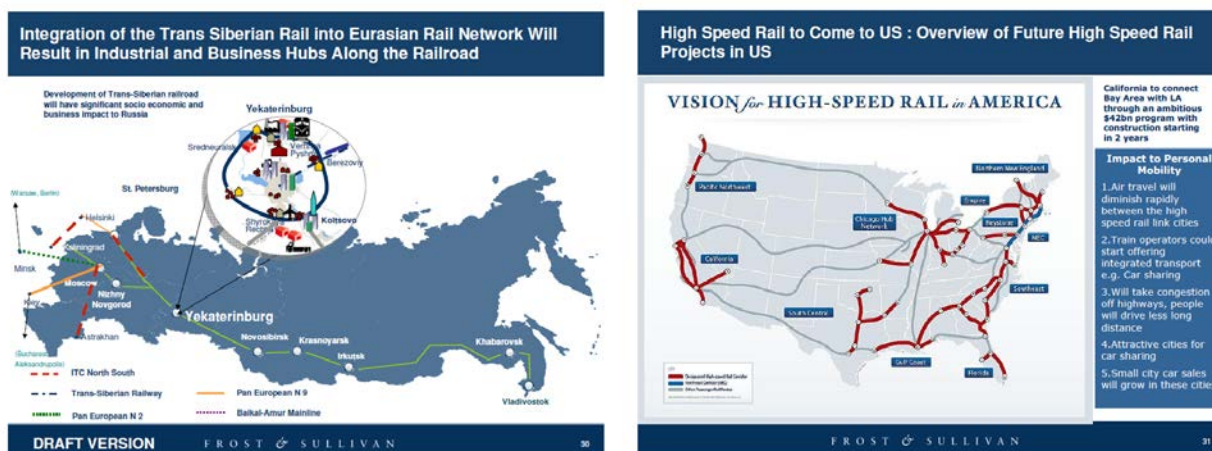 Integration of the Trans Siberian Rail into Eurasian Rail Network Will
Result in Industrial and Business Hubs Along the Railroad
Development of Trans-Siberian railroad
will have significant socio economic and
business impact to Russia
Yekaterinburg
Sredneuralsk
Berezoviy
Koltsovo
(Warsaw, Berlin)
St. Petersburg
Helsinki
Kaliningrad
Minsk
Moscow
Nizhny
Novgorod
Kiev
Astrakhan
Yekaterinburg
Novosibirsk
Krasnoyarsk
Irkutsk
Khabarovsk
Vladivostok
ITC North South
Trans-Siberian Railway
Pan European N 9
Pan European N 2
Baikal-Amur Mainline
DRAFT VERSION
FROST & SULLIVAN
30
High Speed Rail to Come to US : Overview of Future High Speed Rail
Projects in US
VISION for HIGH-SPEED RAIL in AMERICA
Northern New England
Pacific Northwest
Empire
Chicago Hub
Network
Keystone
NEC
California
Southeast
South Central
Gulf Coast
Florida
California to connect
Bay Area with LA
through an ambitious
$42bn program with
construction starting
in 2 years
Impact to Personal
Mobility
1.Air travel will
diminish rapidly
between the high
speed rail link cities
2.Train operators could
start offering
integrated transport
e.g. Car sharing
3.Will take congestion
off highways, people
will drive less long
distance
4.Attractive cities for
car sharing
5.Small city car sales
will grow in these
FROST & SULLIVAN
31